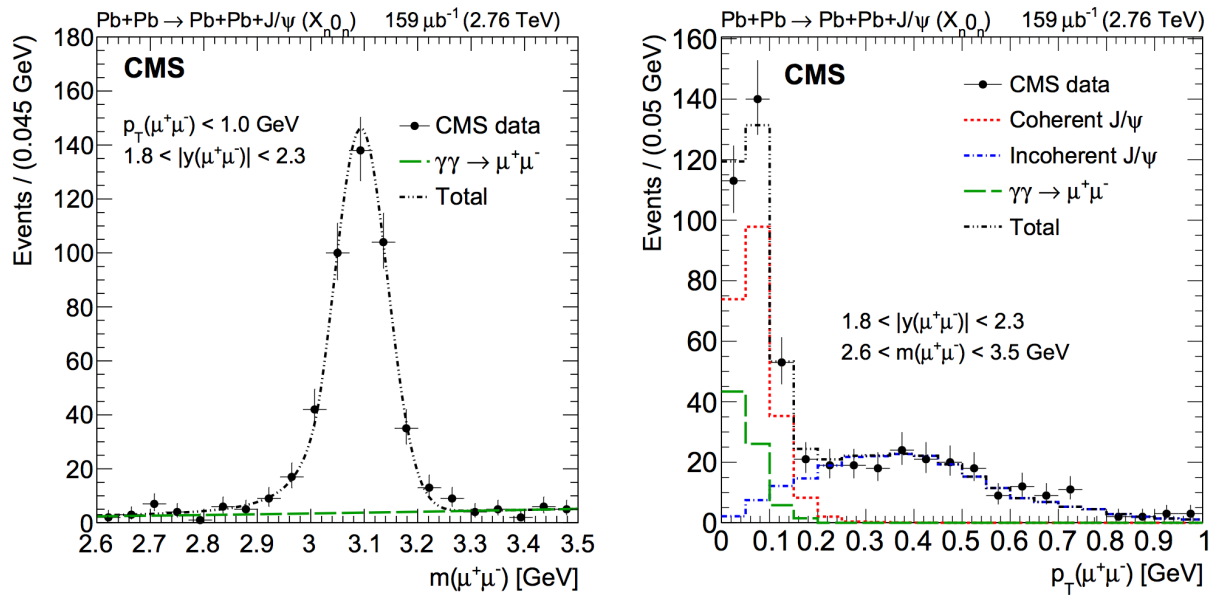 Pb+Pb → Pb+Pb+J/ψ (Xn0n) 159 μb⁻¹ (2.76 TeV)
CMS
pT(μ⁺μ⁻) < 1.0 GeV
1.8 < |y(μ⁺μ⁻)| < 2.3
CMS data
γγ → μ⁺μ⁻
Total
Events / (0.045 GeV)
180
160
140
120
100
80
60
40
20
0
2.6 2.7 2.8 2.9 3 3.1 3.2 3.3 3.4 3.5
m(μ⁺μ⁻) [GeV]
Pb+Pb → Pb+Pb+J/ψ (Xn0n) 159 μb⁻¹ (2.76 TeV)
CMS
CMS data
Coherent J/ψ
Incoherent J/ψ
γγ → μ⁺μ⁻
Total
1.8 < |y(μ⁺μ⁻)| < 2.3
2.6 < m(μ⁺μ⁻) < 3.5 GeV
Events / (0.05 GeV)
160
140
120
100
80
60
40
20
0
0 0.1 0.2 0.3 0.4 0.5 0.6 0.7 0.8 0.9 1
pT(μ⁺μ⁻) [GeV]